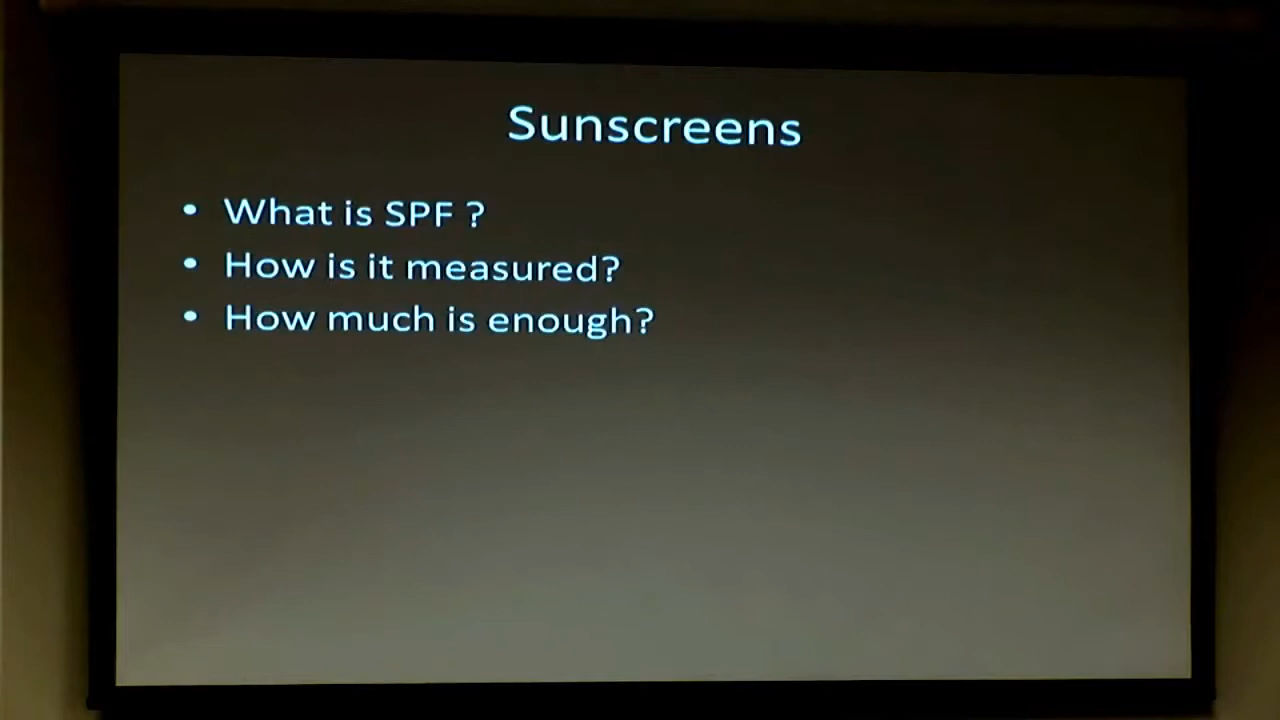 Sunscreens
• What is SPF ?
• How is it measured?
• How much is enough?